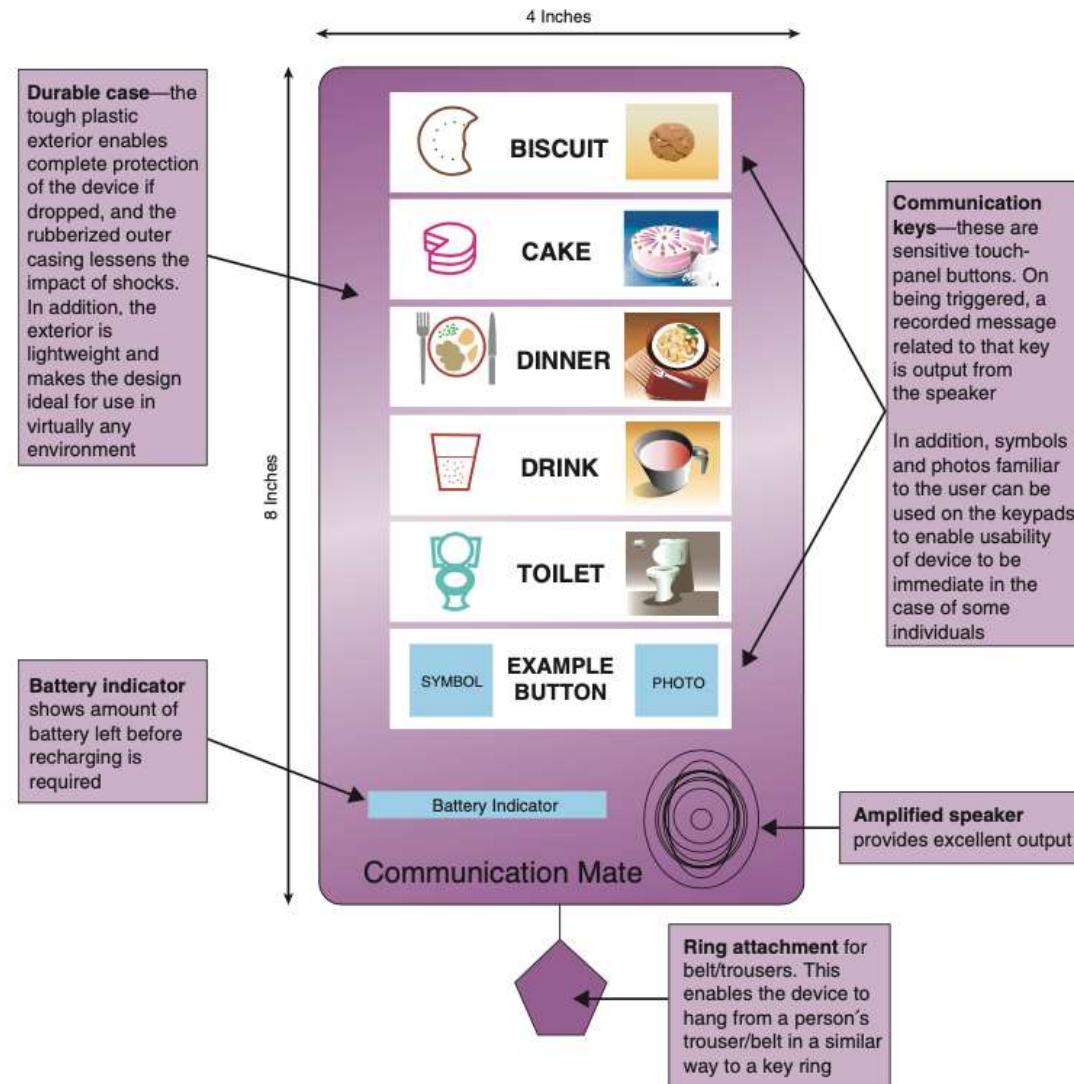 4 Inches
Durable case—the
tough plastic
exterior enables
complete protection
of the device if
dropped, and the
rubberized outer
casing lessens the
impact of shocks.
In addition, the
exterior is
lightweight and
makes the design
ideal for use in
virtually any
environment
8 Inches
BISCUIT
CAKE
DINNER
DRINK
TOILET
SYMBOL
EXAMPLE
BUTTON
PHOTO
Communication
keys—these are
sensitive touch-
panel buttons. On
being triggered, a
recorded message
related to that key
is output from
the speaker
In addition, symbols
and photos familiar
to the user can be
used on the keypads
to enable usability
of device to be
immediate in the
case of some
individuals
Battery indicator
shows amount of
battery left before
recharging is
required
Battery Indicator
Communication Mate
Amplified speaker
provides excellent output
Ring attachment for
belt/trousers. This
enables the device to
hang from a person´s
trouser/belt in a similar
way to a key ring